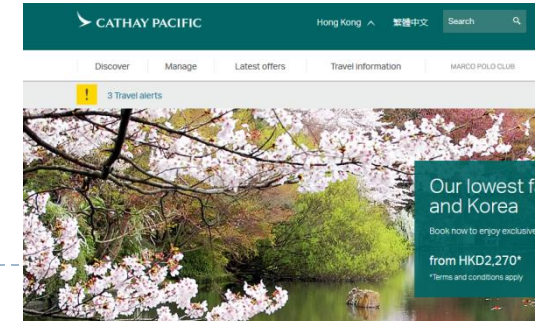 CATHAY PACIFIC
Hong Kong
繁體中文
Search
Discover
Manage
Latest offers
Travel information
MARCO POLO CLUB
! 3 Travel alerts
Our lowest
and Korea
Book now to enjoy exclusive
from HKD2,270*
*Terms and conditions apply